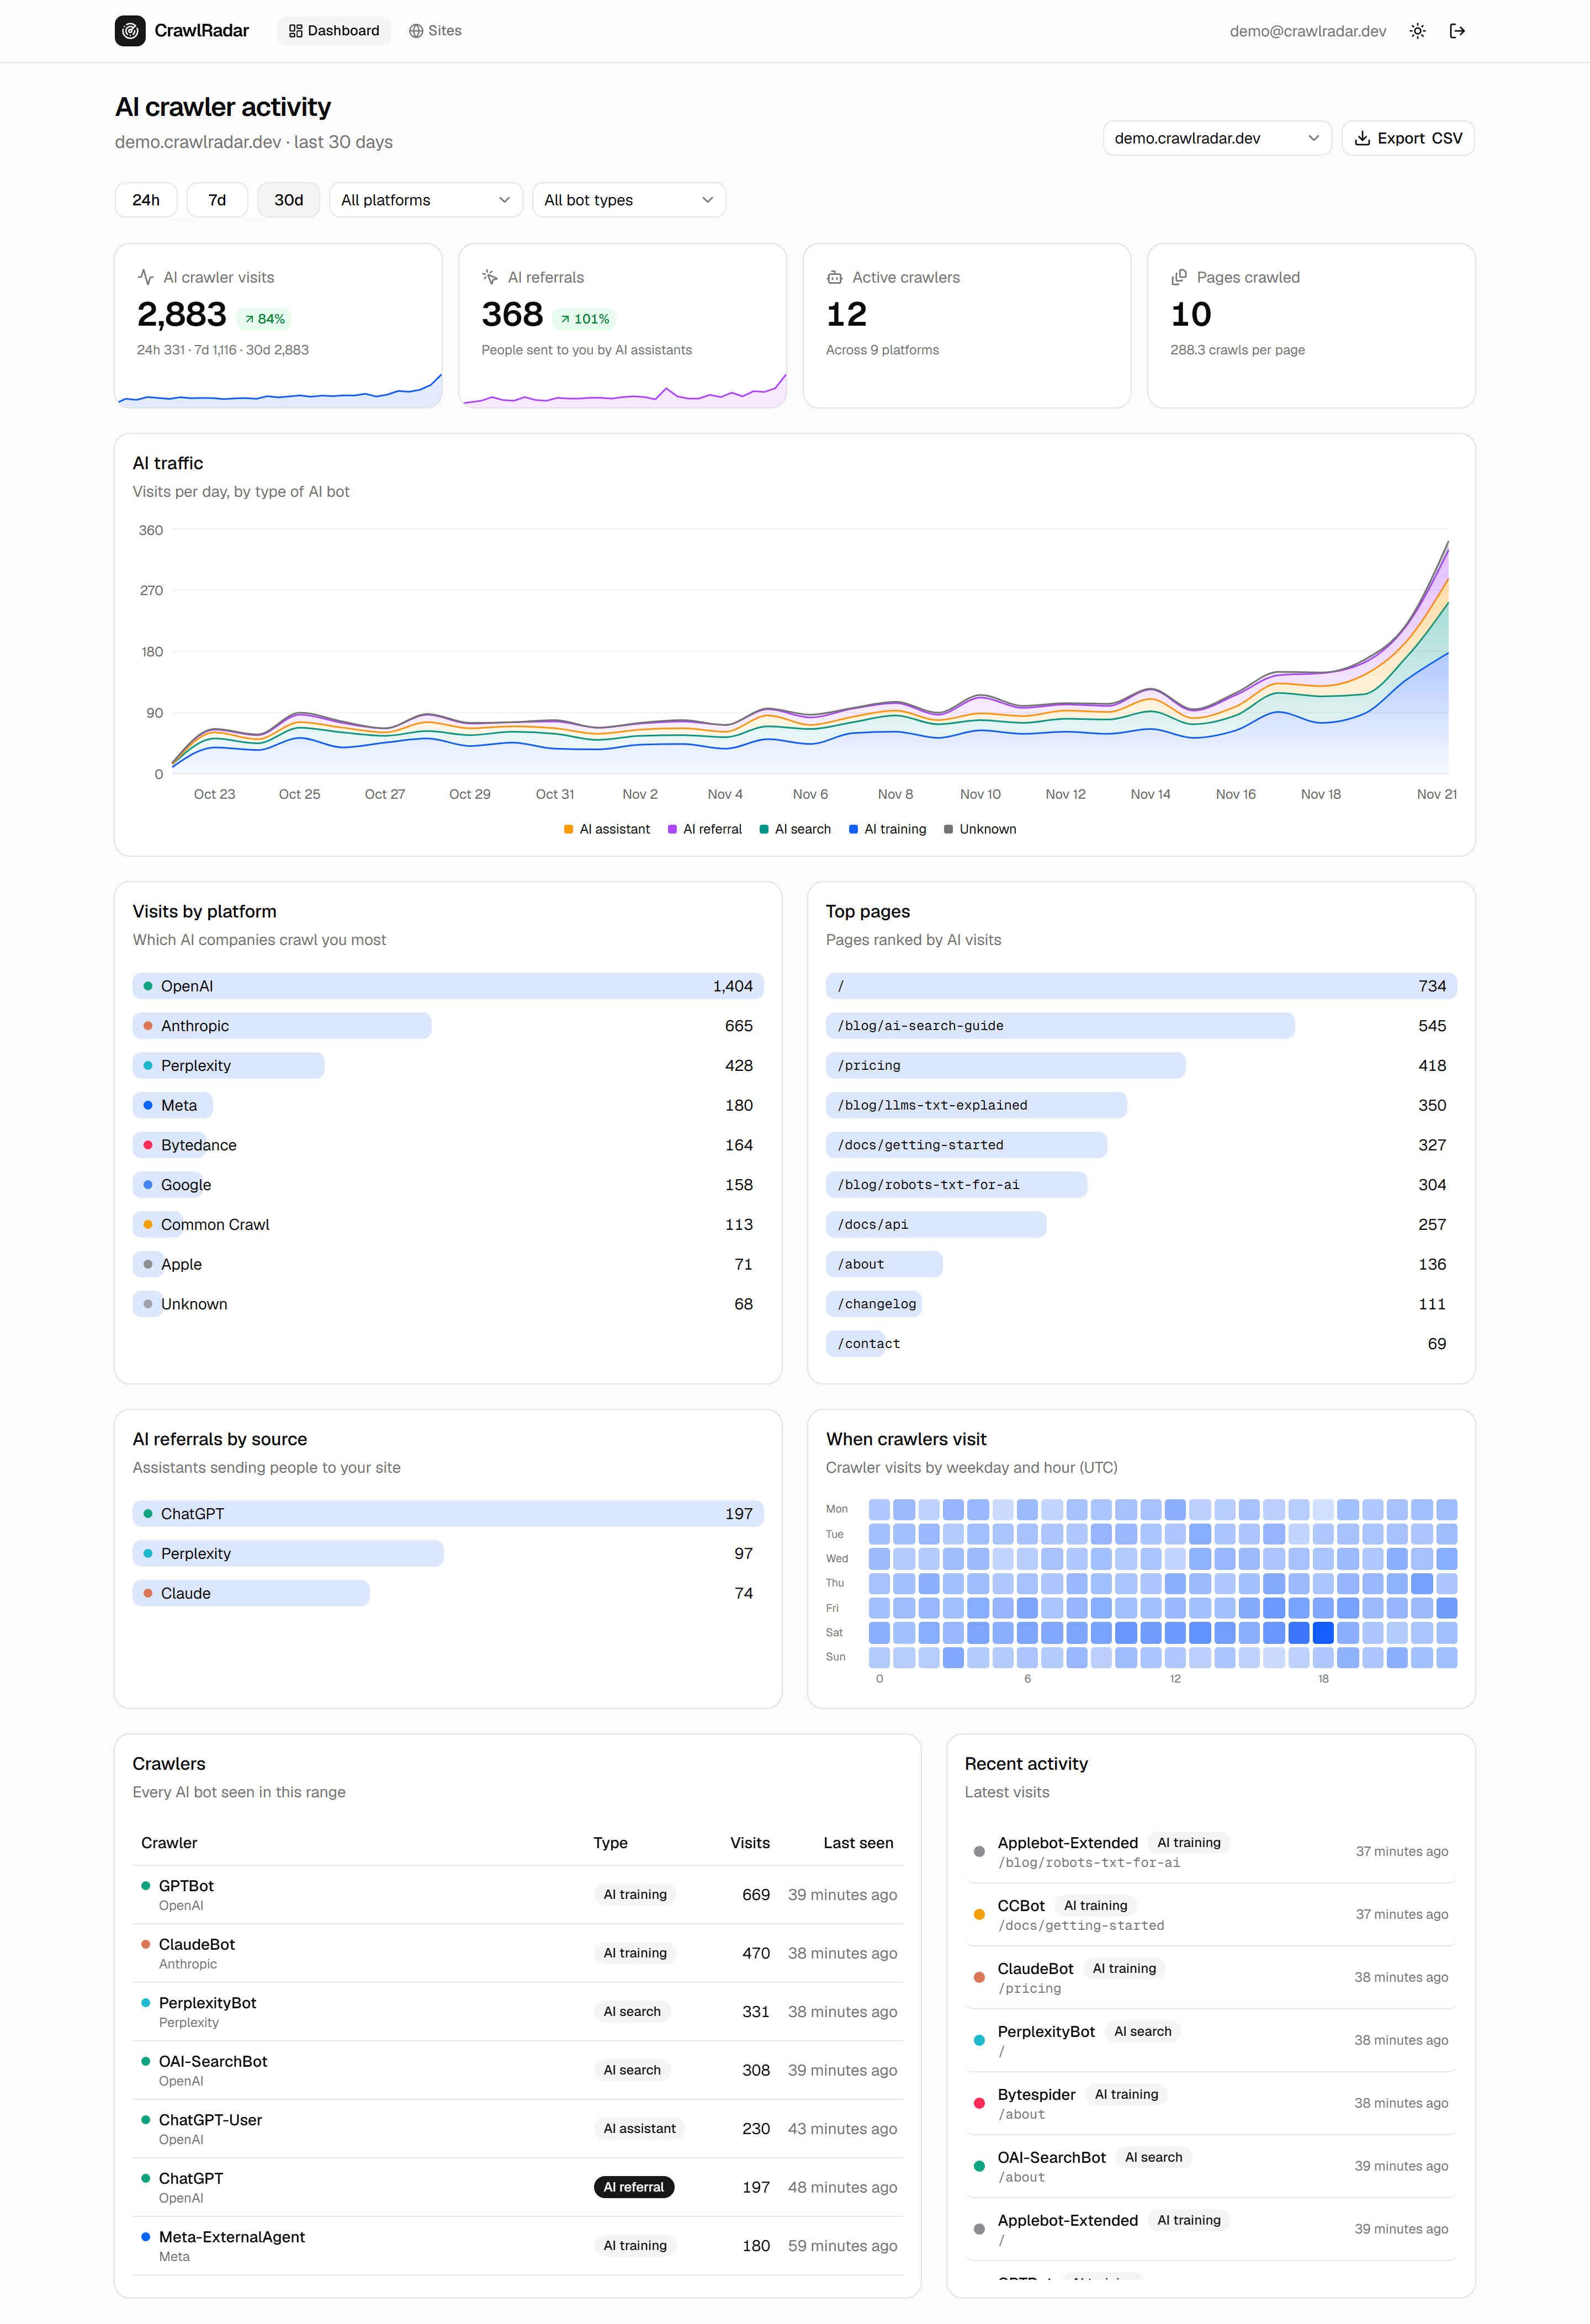 CrawlRadar
Dashboard
Sites
demo@crawlradar.dev
AI crawler activity
demo.crawlradar.dev · last 30 days
demo.crawlradar.dev
Export CSV
24h
7d
30d
All platforms
All bot types
AI crawler visits
2,883
84%
24h 331 · 7d 1,116 · 30d 2,883
AI referrals
368
101%
People sent to you by AI assistants
Active crawlers
12
Across 9 platforms
Pages crawled
10
288.3 crawls per page
AI traffic
Visits per day, by type of AI bot
360
270
180
90
0
Oct 23
Oct 25
Oct 27
Oct 29
Oct 31
Nov 2
Nov 4
Nov 6
Nov 8
Nov 10
Nov 12
Nov 14
Nov 16
Nov 18
Nov 21
AI assistant
AI referral
AI search
AI training
Unknown
Visits by platform
Which AI companies crawl you most
OpenAI 1,404
Anthropic 665
Perplexity 428
Meta 180
Bytedance 164
Google 158
Common Crawl 113
Apple 71
Unknown 68
Top pages
Pages ranked by AI visits
/ 734
/blog/ai-search-guide 545
/pricing 418
/blog/llms-txt-explained 350
/docs/getting-started 327
/blog/robots-txt-for-ai 304
/docs/api 257
/about 136
/changelog 111
/contact 69
AI referrals by source
Assistants sending people to your site
ChatGPT 197
Perplexity 97
Claude 74
When crawlers visit
Crawler visits by weekday and hour (UTC)
Mon
Tue
Wed
Thu
Fri
Sat
Sun
0
6
12
18
Crawlers
Every AI bot seen in this range
Crawler Type Visits Last seen
GPTBot
OpenAI
AI training 669 39 minutes ago
ClaudeBot
Anthropic
AI training 470 38 minutes ago
PerplexityBot
Perplexity
AI search 331 38 minutes ago
OAI-SearchBot
OpenAI
AI search 308 39 minutes ago
ChatGPT-User
OpenAI
AI assistant 230 43 minutes ago
ChatGPT
OpenAI
AI referral 197 48 minutes ago
Meta-ExternalAgent
Meta
AI training 180 59 minutes ago
Recent activity
Latest visits
Applebot-Extended AI training
/blog/robots-txt-for-ai
37 minutes ago
CCBot AI training
/docs/getting-started
37 minutes ago
ClaudeBot AI training
/pricing
38 minutes ago
PerplexityBot AI search
/
38 minutes ago
Bytespider AI training
/about
38 minutes ago
OAI-SearchBot AI search
/about
39 minutes ago
Applebot-Extended AI training
/
39 minutes ago